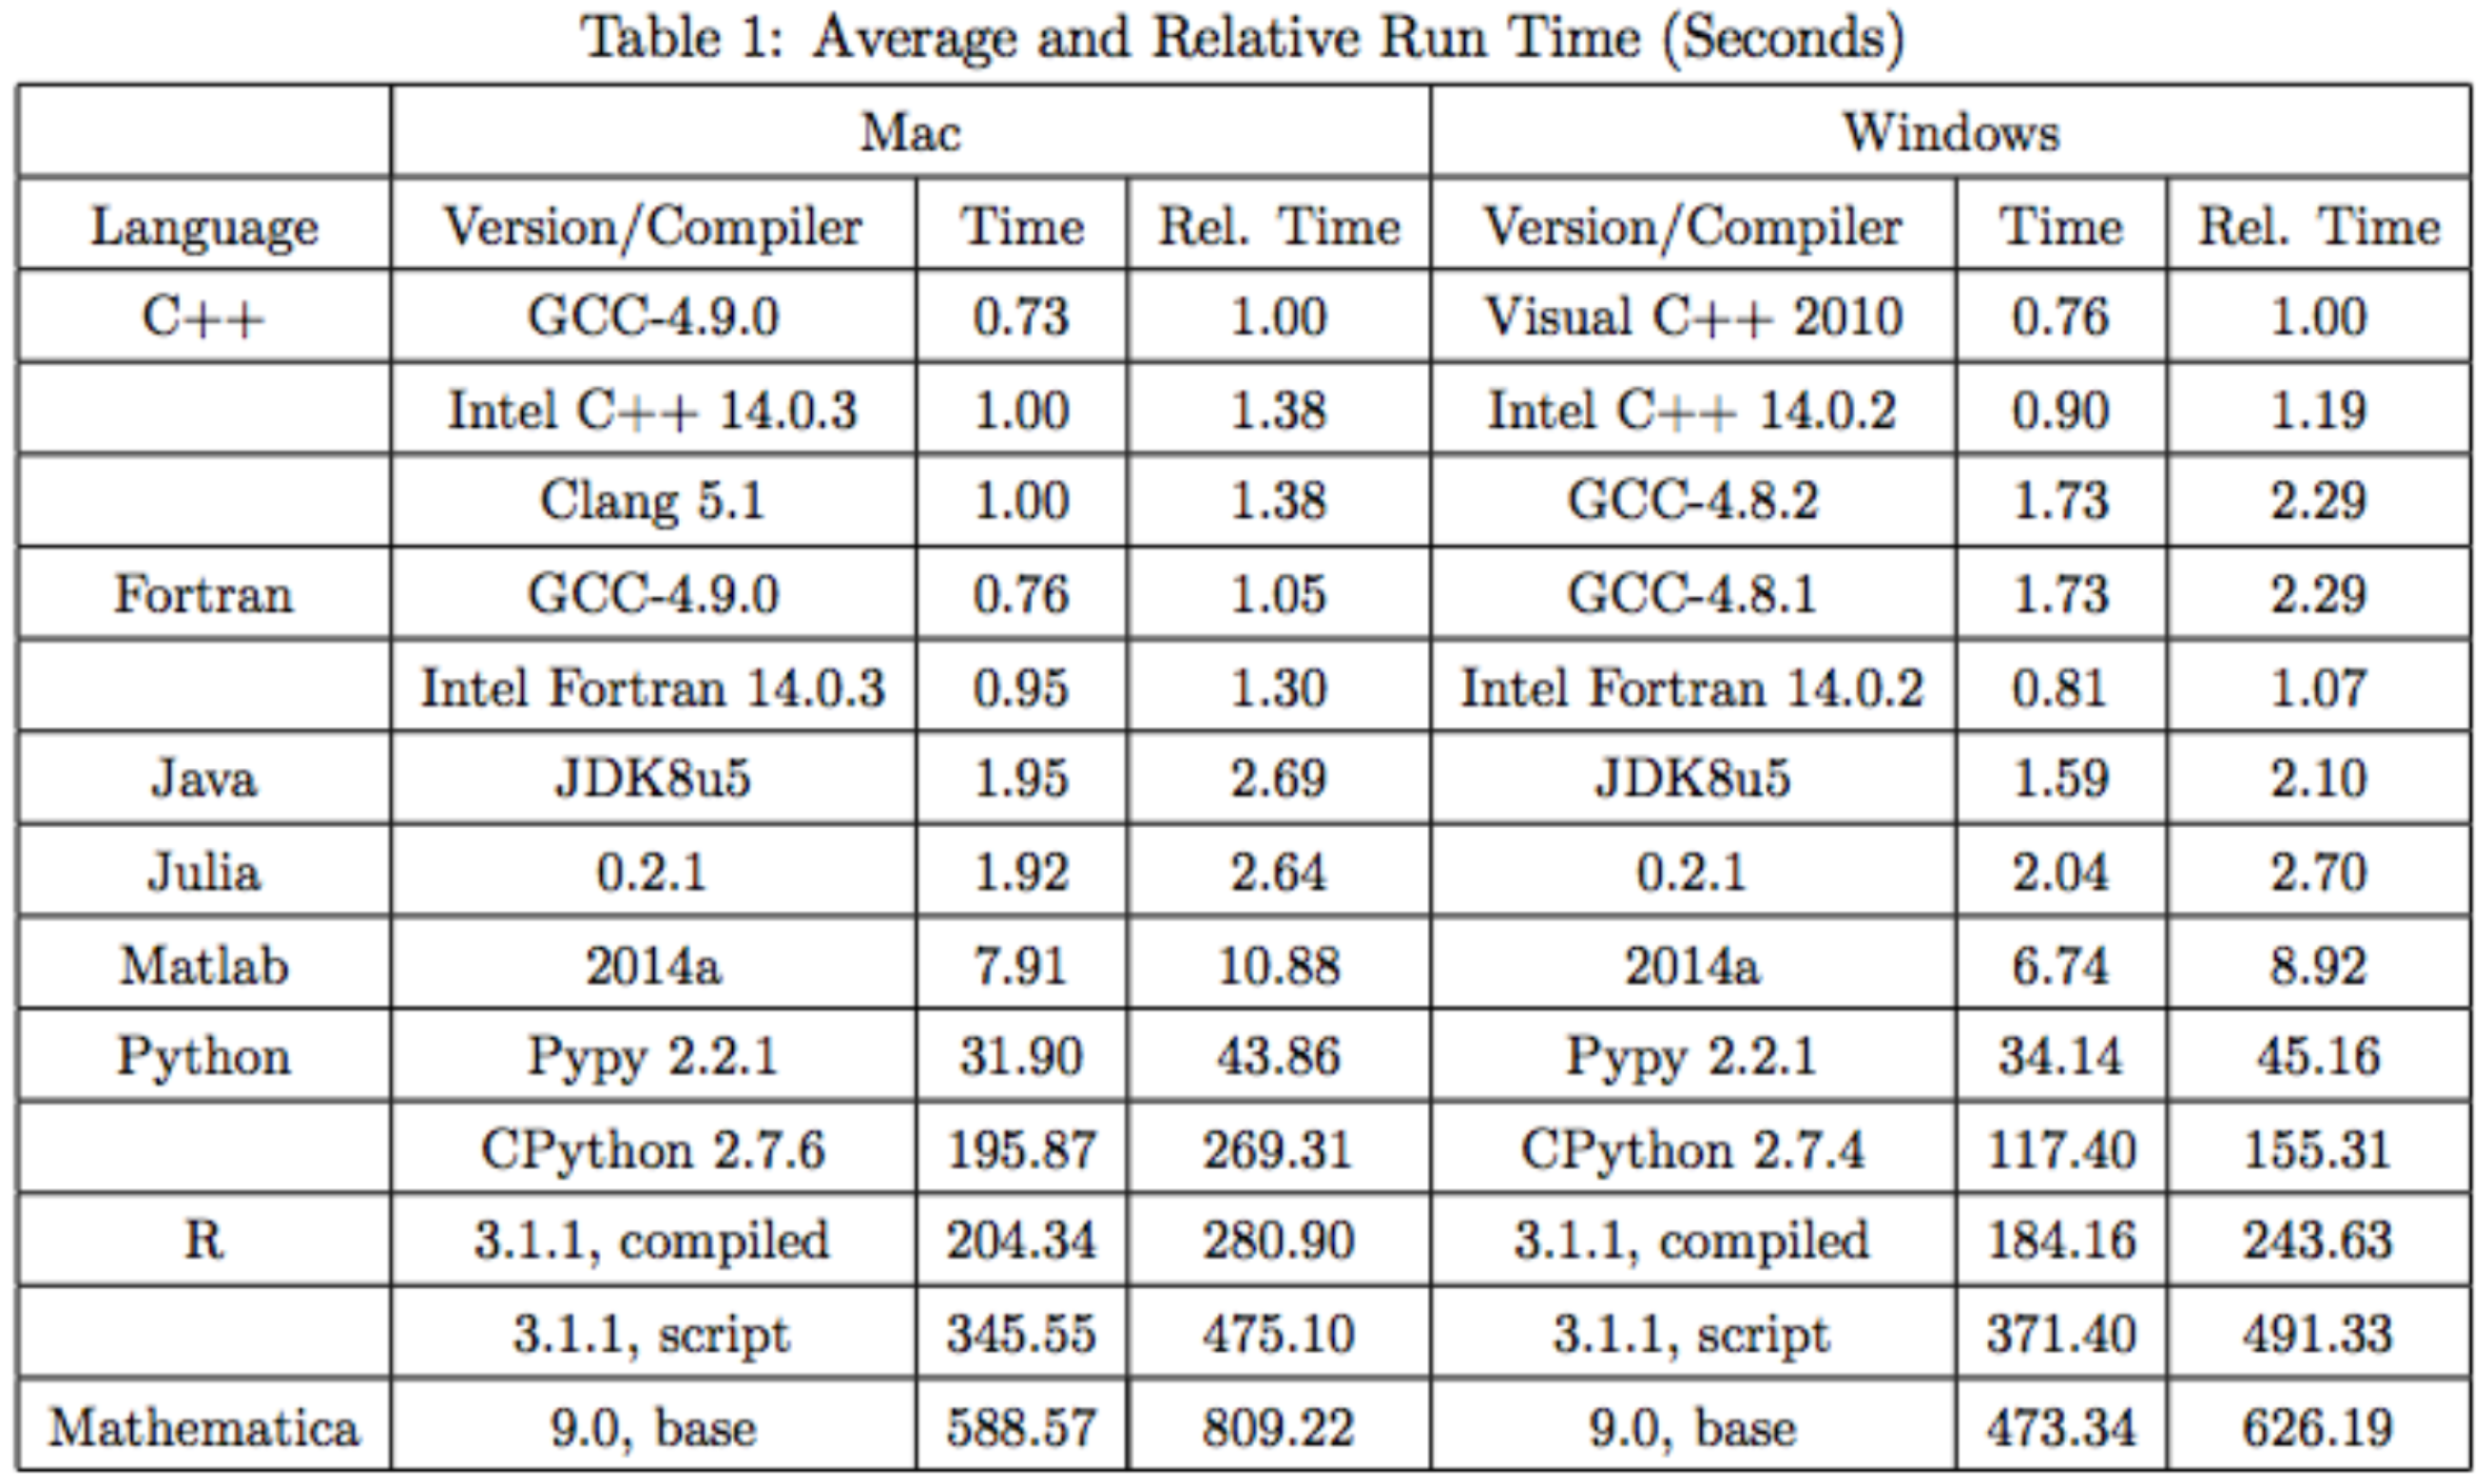 Table 1: Average and Relative Run Time (Seconds)
Mac Windows
Language Version/Compiler Time Rel. Time Version/Compiler Time Rel. Time
C++ GCC-4.9.0 0.73 1.00 Visual C++ 2010 0.76 1.00
Intel C++ 14.0.3 1.00 1.38 Intel C++ 14.0.2 0.90 1.19
Clang 5.1 1.00 1.38 GCC-4.8.2 1.73 2.29
Fortran GCC-4.9.0 0.76 1.05 GCC-4.8.1 1.73 2.29
Intel Fortran 14.0.3 0.95 1.30 Intel Fortran 14.0.2 0.81 1.07
Java JDK8u5 1.95 2.69 JDK8u5 1.59 2.10
Julia 0.2.1 1.92 2.64 0.2.1 2.04 2.70
Matlab 2014a 7.91 10.88 2014a 6.74 8.92
Python Pypy 2.2.1 31.90 43.86 Pypy 2.2.1 34.14 45.16
CPython 2.7.6 195.87 269.31 CPython 2.7.4 117.40 155.31
R 3.1.1, compiled 204.34 280.90 3.1.1, compiled 184.16 243.63
3.1.1, script 345.55 475.10 3.1.1, script 371.40 491.33
Mathematica 9.0, base 588.57 809.22 9.0, base 473.34 626.19